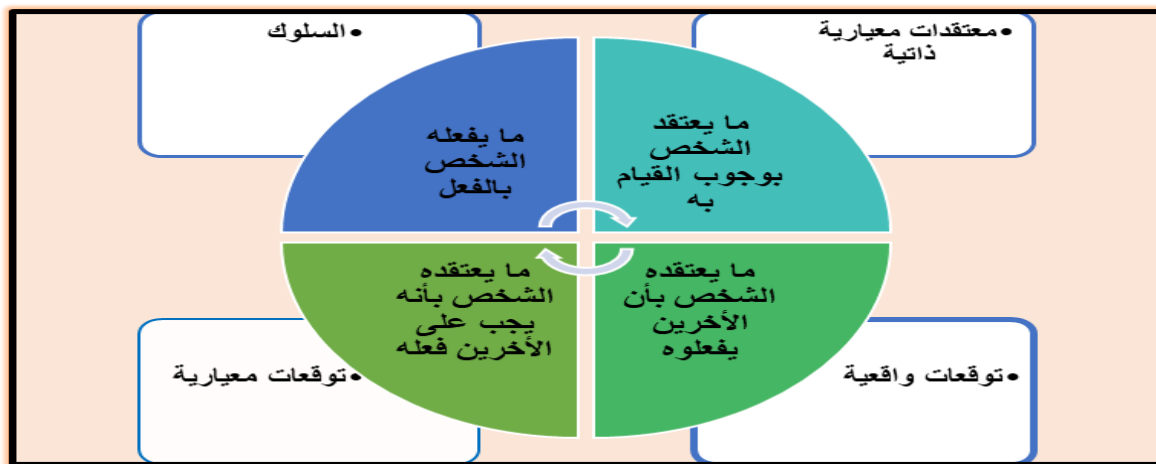 معتقدات معيارية
ذاتية
السلوك
ما يعتقد
الشخص
بوجوب القيام
به
ما يفعله
الشخص
بالفعل
ما يعتقده
الشخص بأن
الأخرين
يفعلوه
ما يعتقده
الشخص بأنه
يجب على
الأخرين فعله
توقعات واقعية
توقعات معيارية